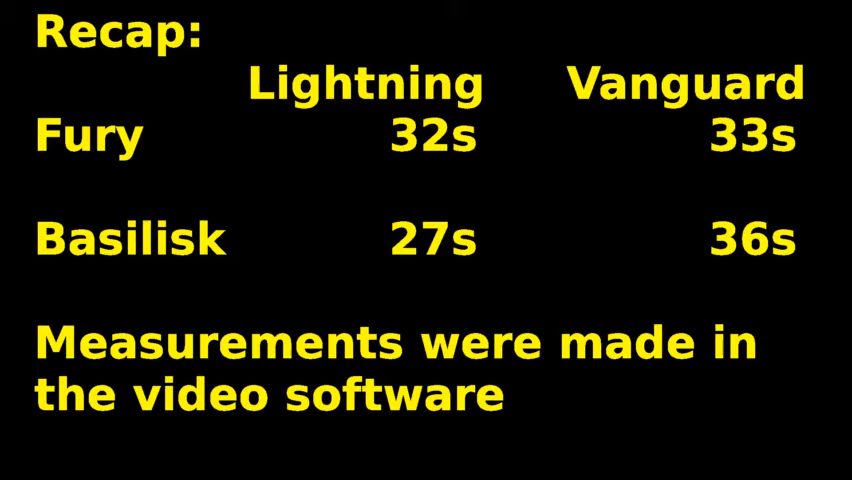 Recap:
Lightning Vanguard
Fury 32s 33s
Basilisk 27s 36s
Measurements were made in
the video software